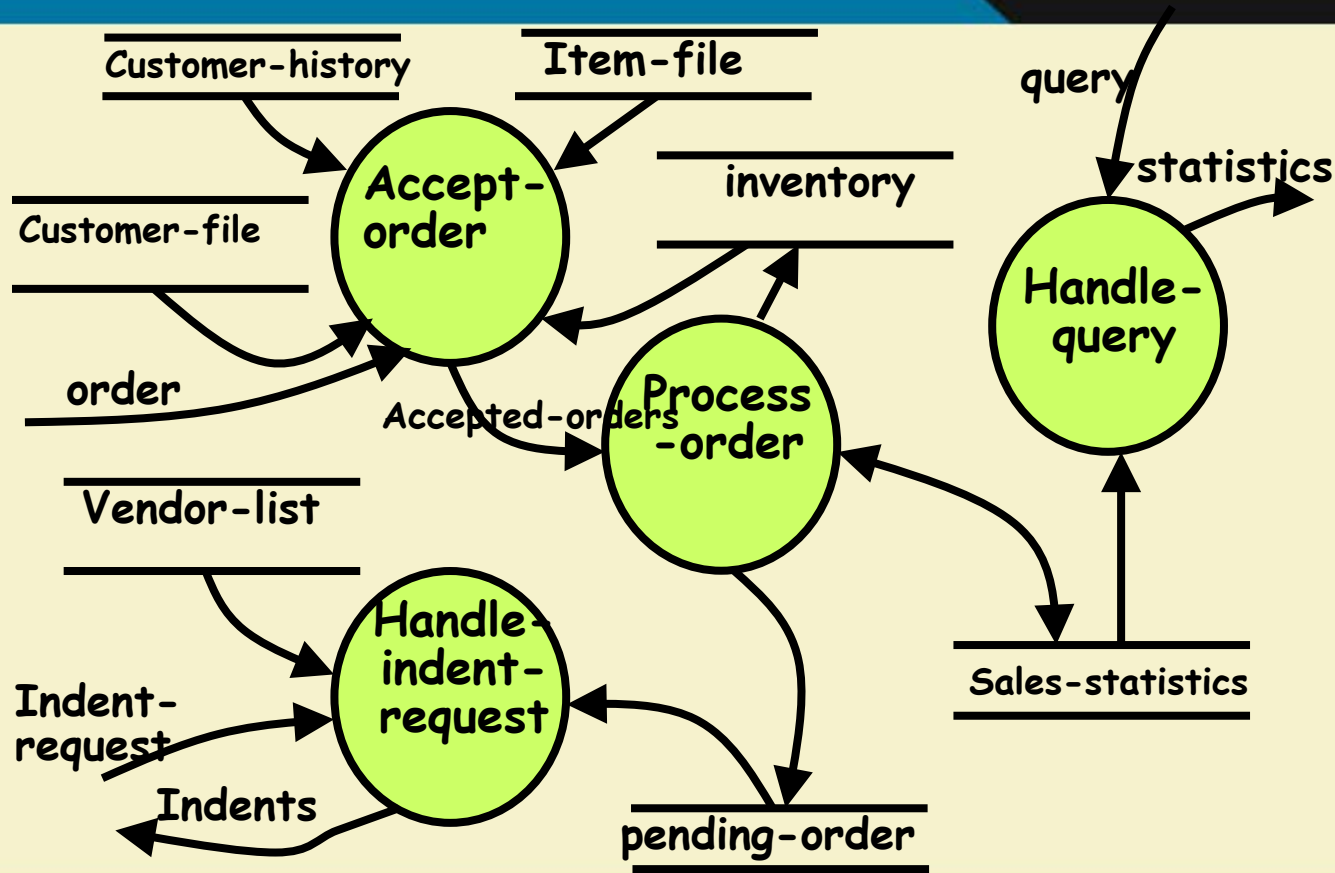 Customer-history
Item-file
query
statistics
Accept-
order
inventory
Customer-file
Handle-
query
order
Accepted-orders
Process
-order
Vendor-list
Handle-
indent-
request
Indent-
request
Sales-statistics
Indents
pending-order